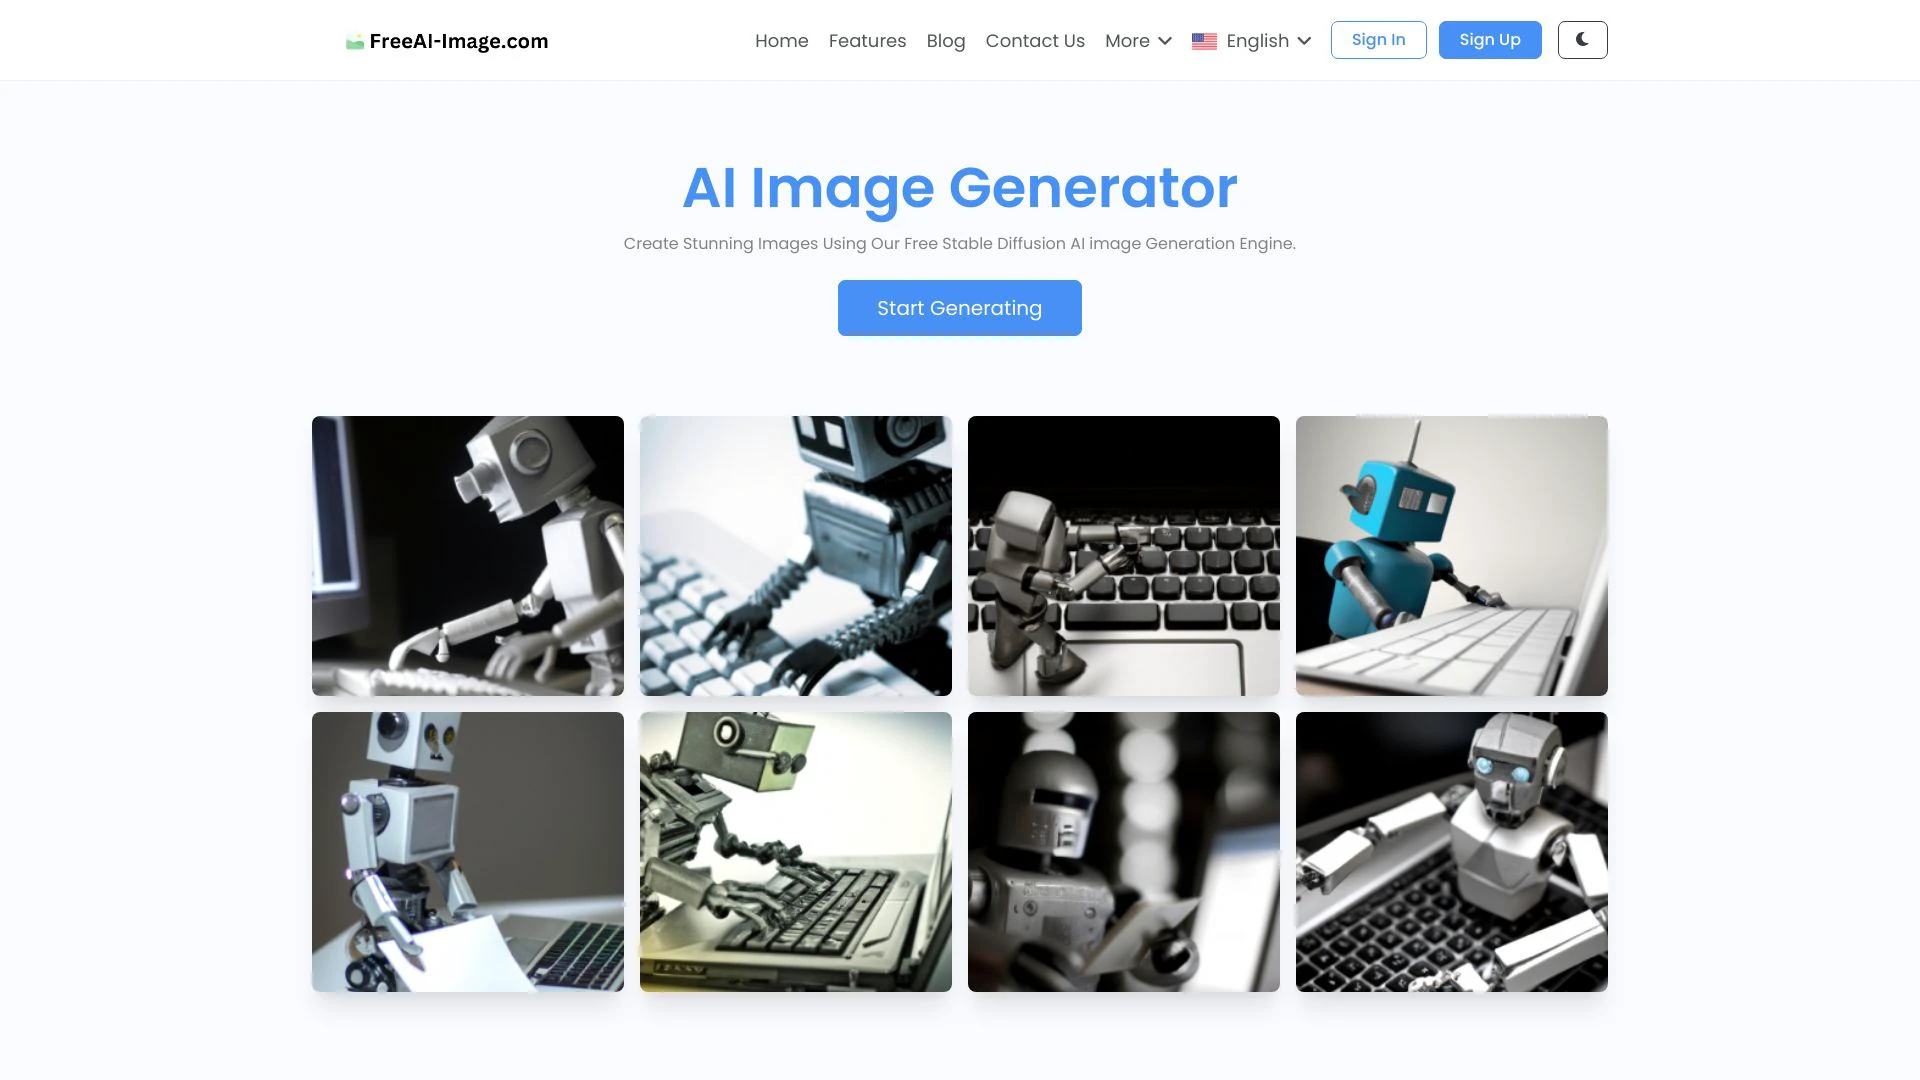 FreeAI-Image.com
Home
Features
Blog
Contact Us
More
English
Sign In
Sign Up
AI Image Generator
Create Stunning Images Using Our Free Stable Diffusion AI image Generation Engine.
Start Generating